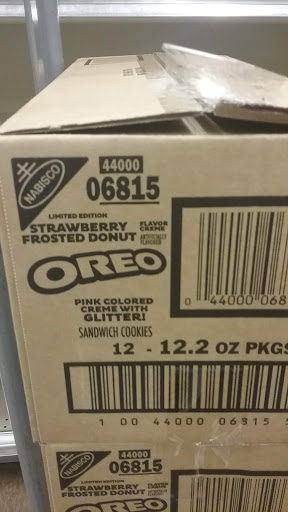 NABISCO
44000
06815
LIMITED EDITION
STRAWBERRY FLAVOR CREME
FROSTED DONUT ARTIFICIALLY FLAVORED
OREO
PINK COLORED
CREME WITH
GLITTER!
SANDWICH COOKIES
0 44000 068
12 - 12.2 OZ PKGS
1 00 44000 06815
NABISCO
44000
06815
LIMITED EDITION
STRAWBERRY FLAVOR CREME
FROSTED DONUT
OREO